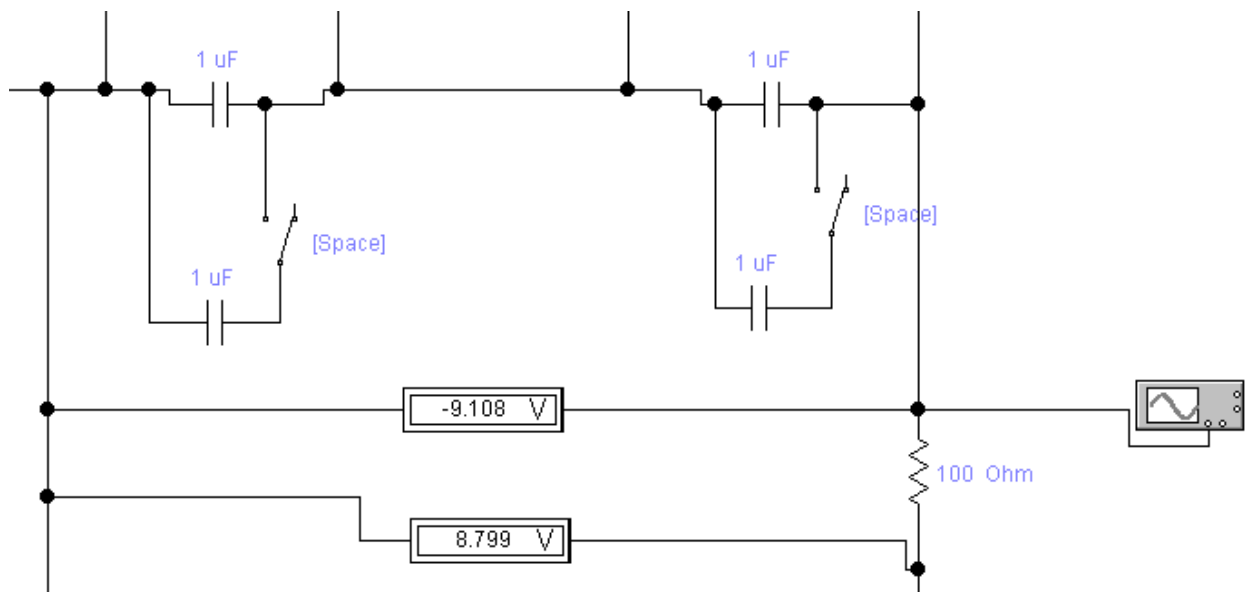 1 uF
1 uF
[Space]
[Space]
1 uF
1 uF
-9.108 V
100 Ohm
8.799 V